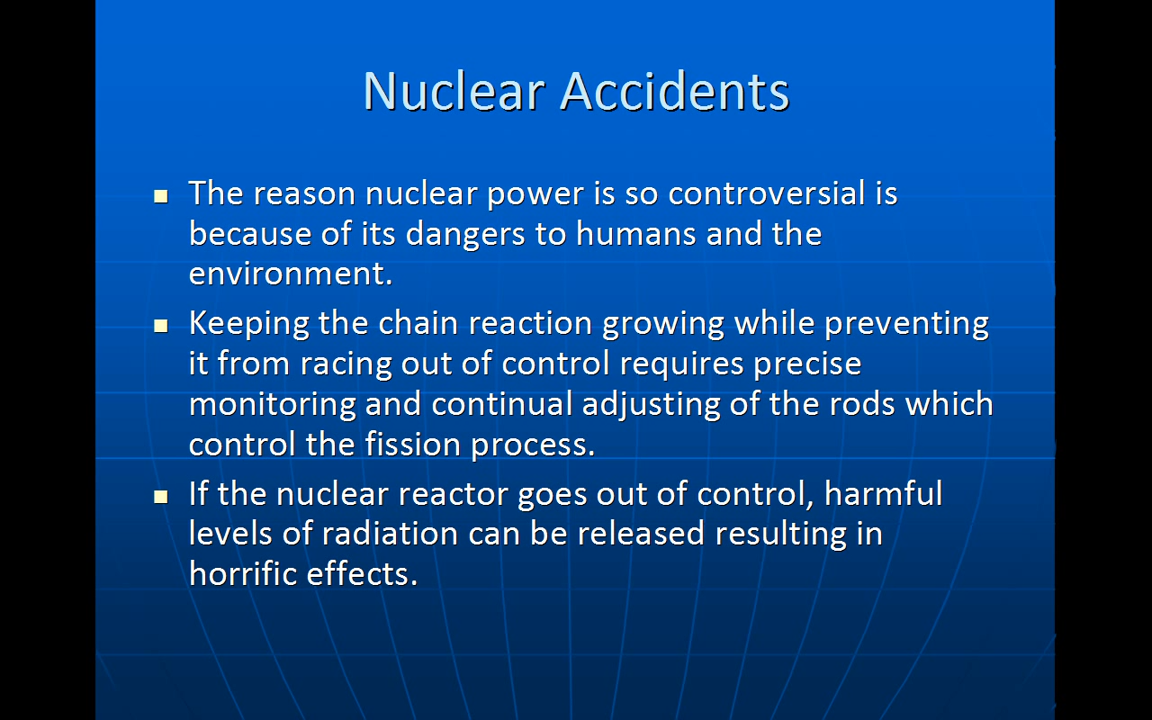 Nuclear Accidents
The reason nuclear power is so controversial is
because of its dangers to humans and the
environment.
Keeping the chain reaction growing while preventing
it from racing out of control requires precise
monitoring and continual adjusting of the rods which
control the fission process.
If the nuclear reactor goes out of control, harmful
levels of radiation can be released resulting in
horrific effects.